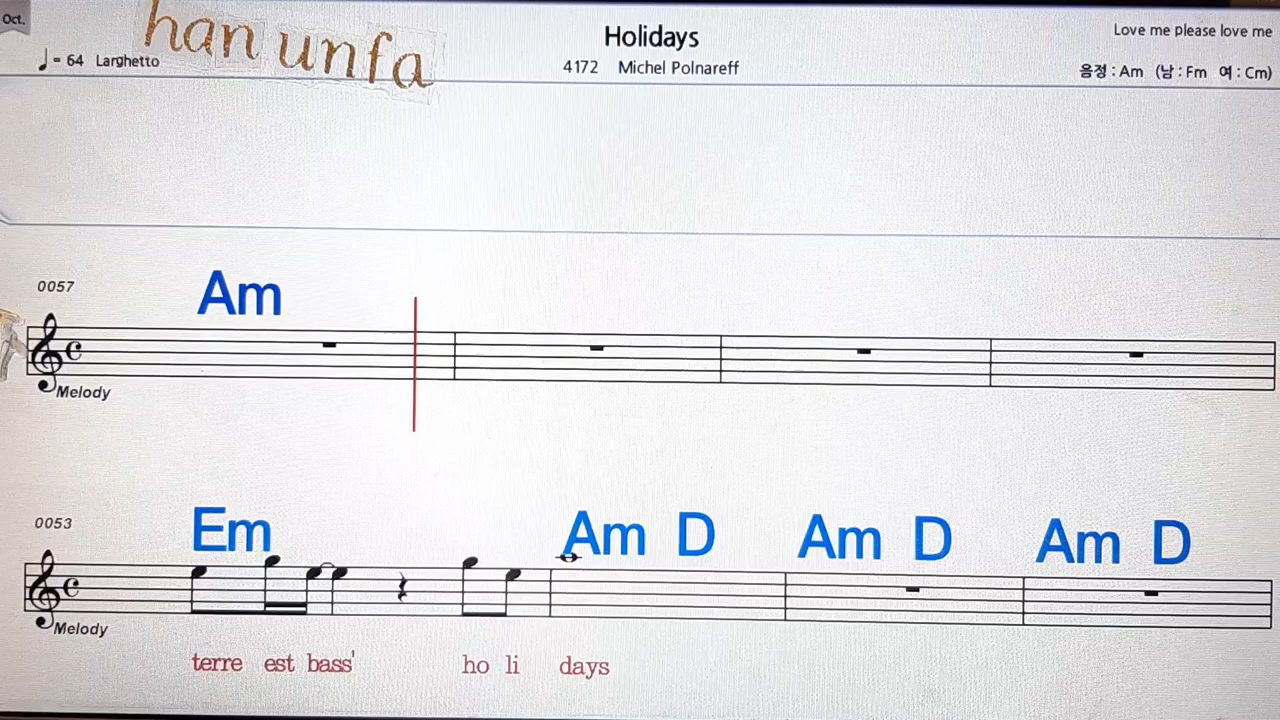 Oct.
han unfa
Holidays
Love me please love me
♩= 64 Larghetto
4172 Michel Polnareff
음정 : Am (남 : Fm 여 : Cm)
0057
Am
Melody
0053
Em Am D Am D Am D
Melody
terre est bass' ho li days